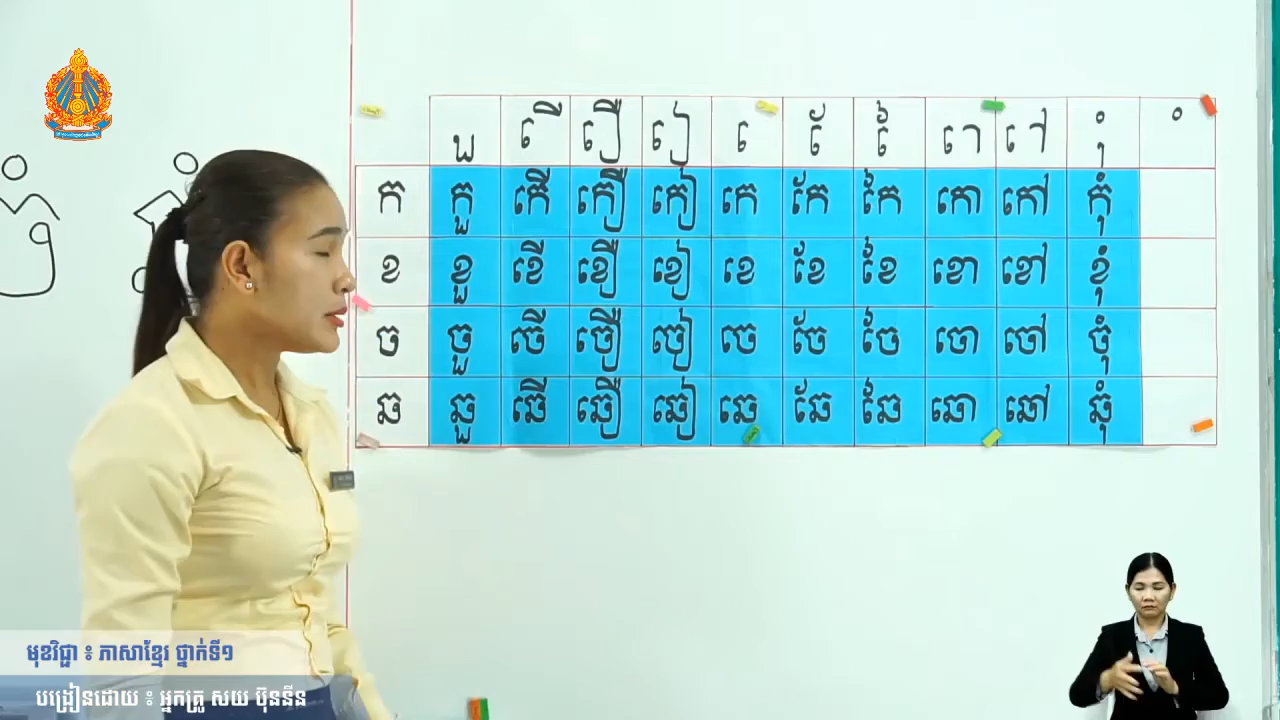 ួ ើ ឿ ៀ េ ែ ៃ ោ ៅ ុំ ំ
ក កួ កើ កឿ កៀ កេ កែ កៃ កោ កៅ កុំ
ខ ខួ ខើ ខឿ ខៀ ខេ ខែ ខៃ ខោ ខៅ ខុំ
ច ចួ ចើ ចឿ ចៀ ចេ ចែ ចៃ ចោ ចៅ ចុំ
ឆ ឆួ ឆើ ឆឿ ឆៀ ឆេ ឆែ ឆៃ ឆោ ឆៅ ឆុំ
មុខវិជ្ជា ៖ ភាសាខ្មែរ ថ្នាក់ទី១
បង្រៀនដោយ ៖ អ្នកគ្រូ សយ ប៊ុននីន